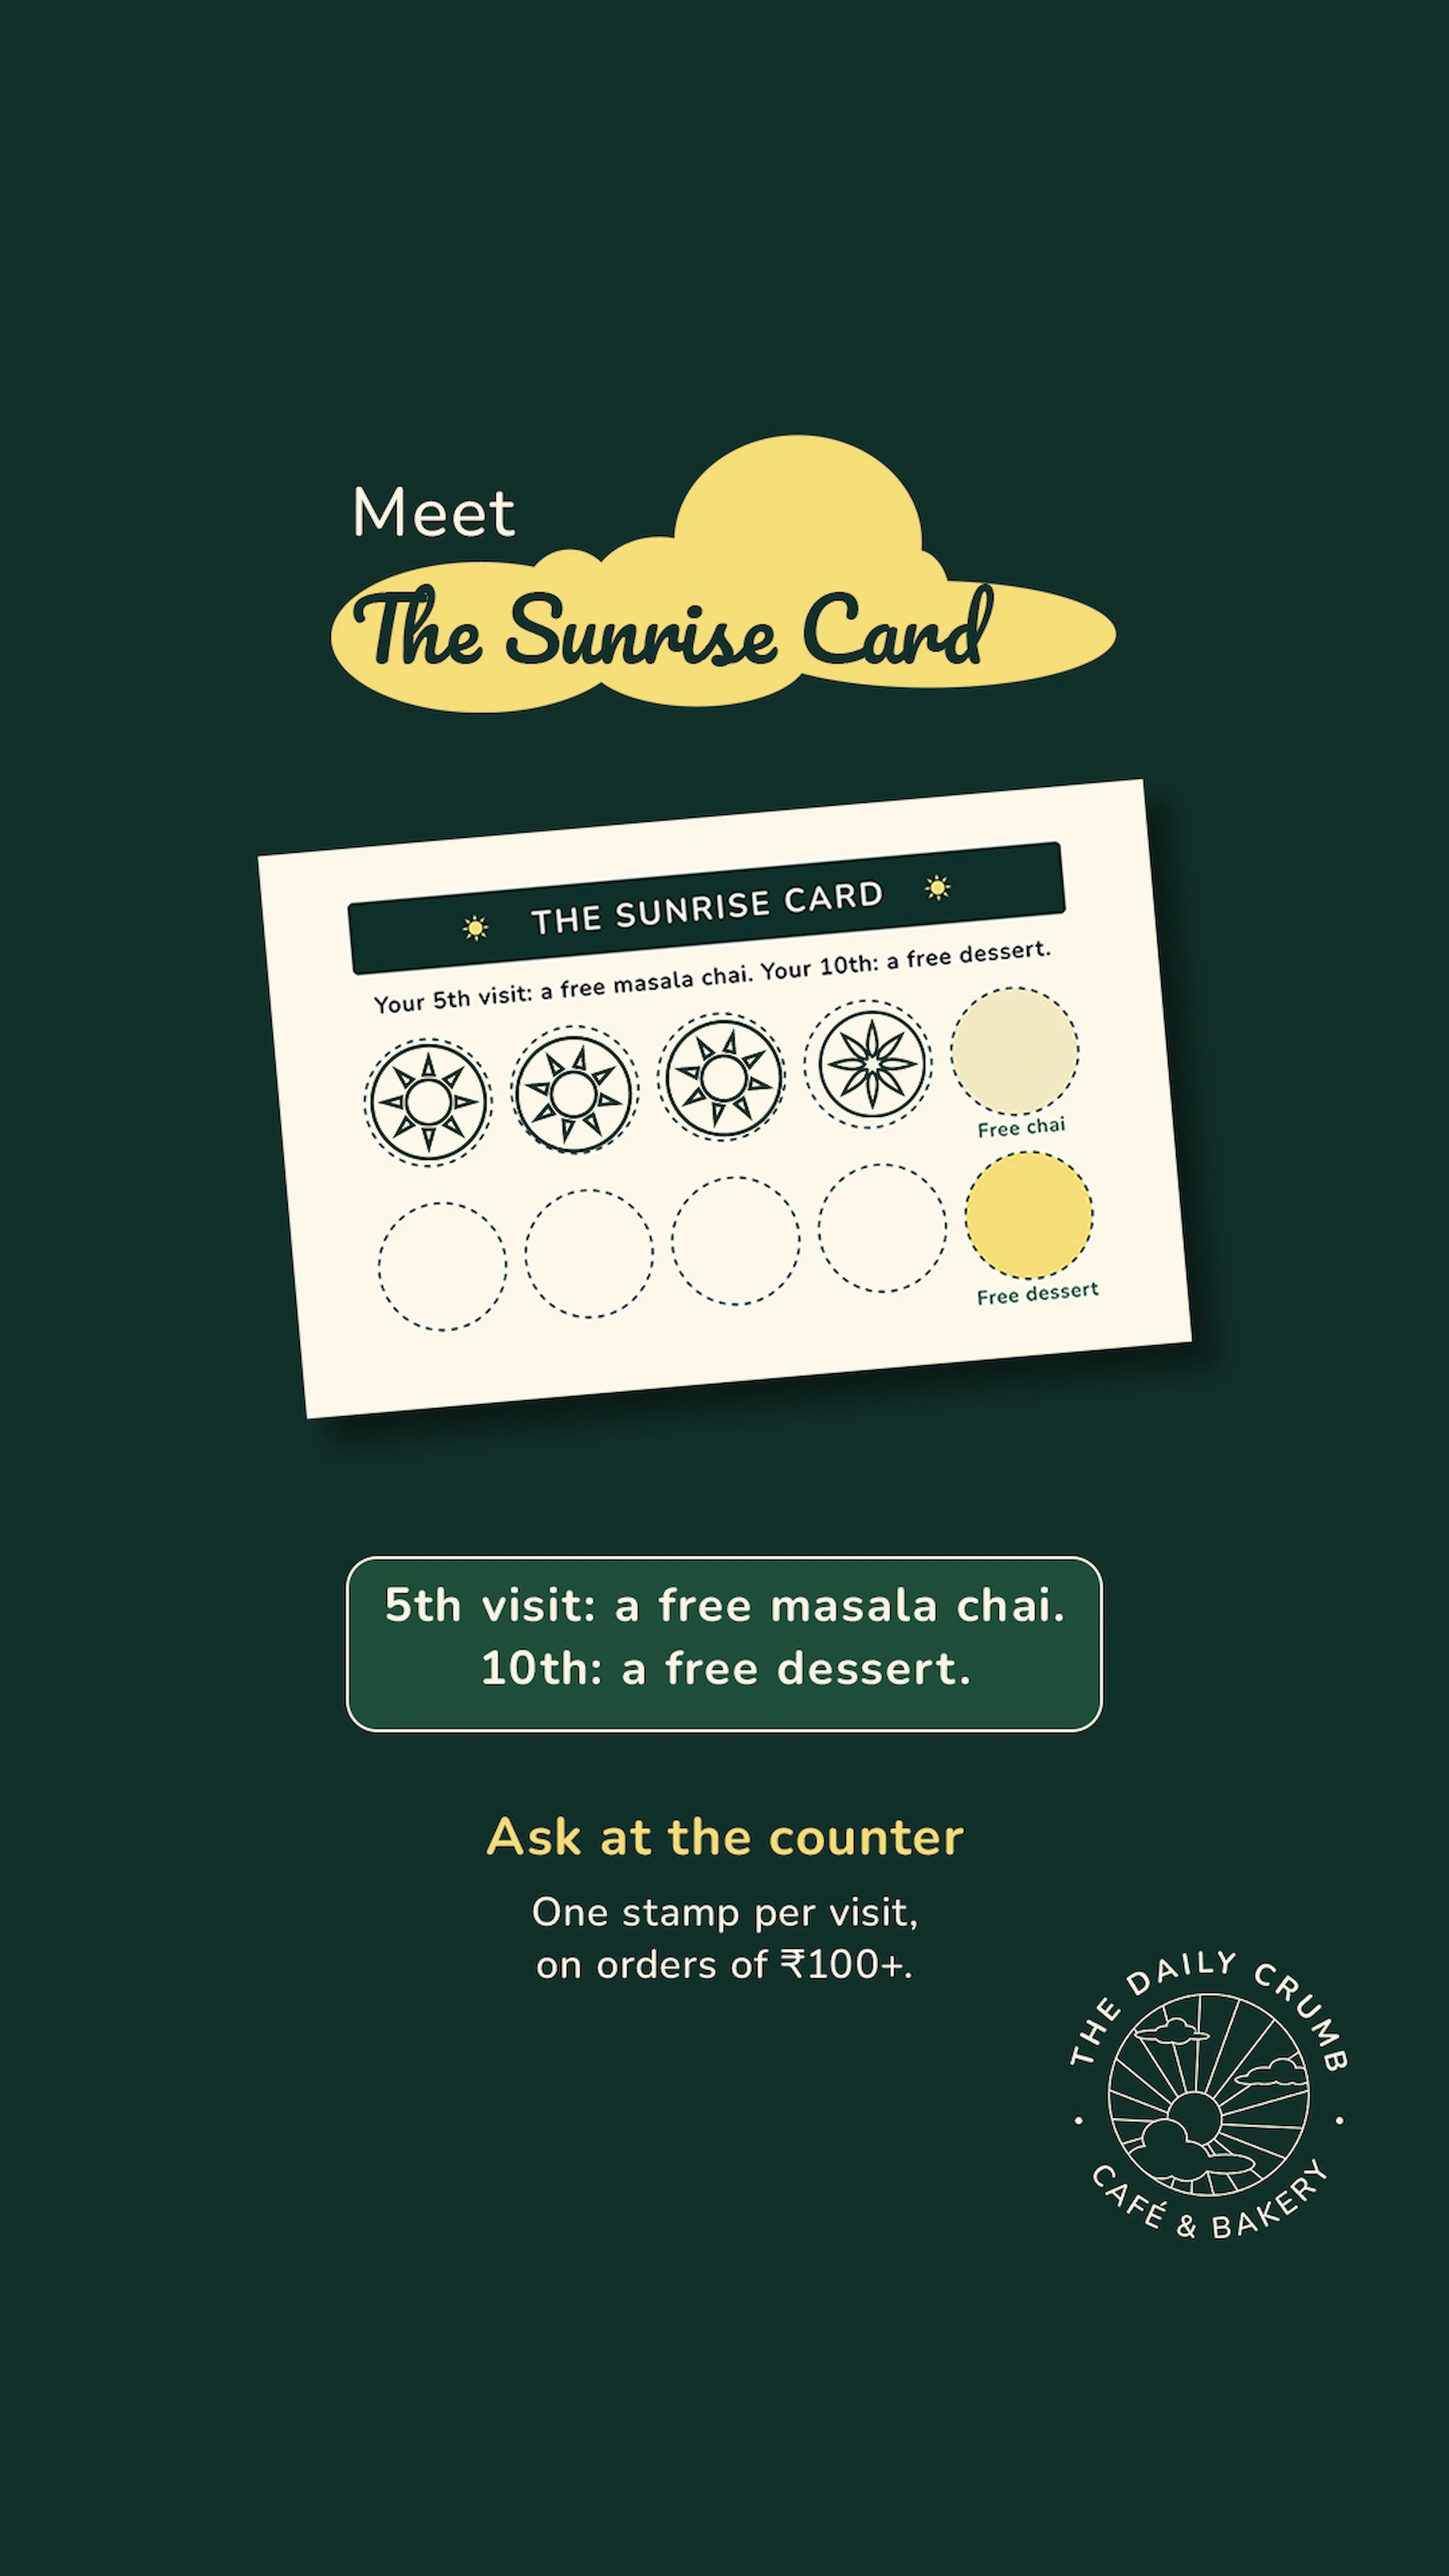 Meet
The Sunrise Card
THE SUNRISE CARD
Your 5th visit: a free masala chai. Your 10th: a free dessert.
Free chai
Free dessert
5th visit: a free masala chai.
10th: a free dessert.
Ask at the counter
One stamp per visit,
on orders of ₹100+.
THE DAILY CRUMB
CAFÉ & BAKERY